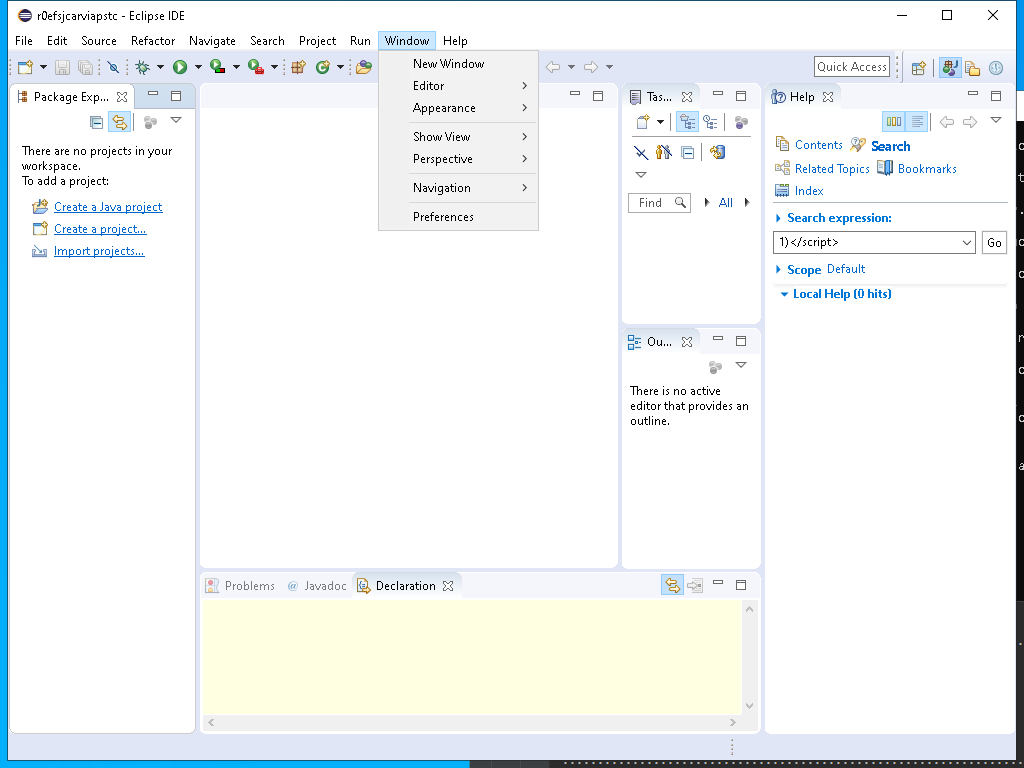 r0efsjcarviapstc - Eclipse IDE
File Edit Source Refactor Navigate Search Project Run Window Help
Quick Access
New Window
Editor
Appearance
Show View
Perspective
Navigation
Preferences
Package Exp...
There are no projects in your
workspace.
To add a project:
Create a Java project
Create a project...
Import projects...
Tas...
Find
All
Ou...
There is no active
editor that provides an
outline.
Help
Contents Search
Related Topics Bookmarks
Index
Search expression:
1)</script>
Go
Scope Default
Local Help (0 hits)
Problems @ Javadoc Declaration